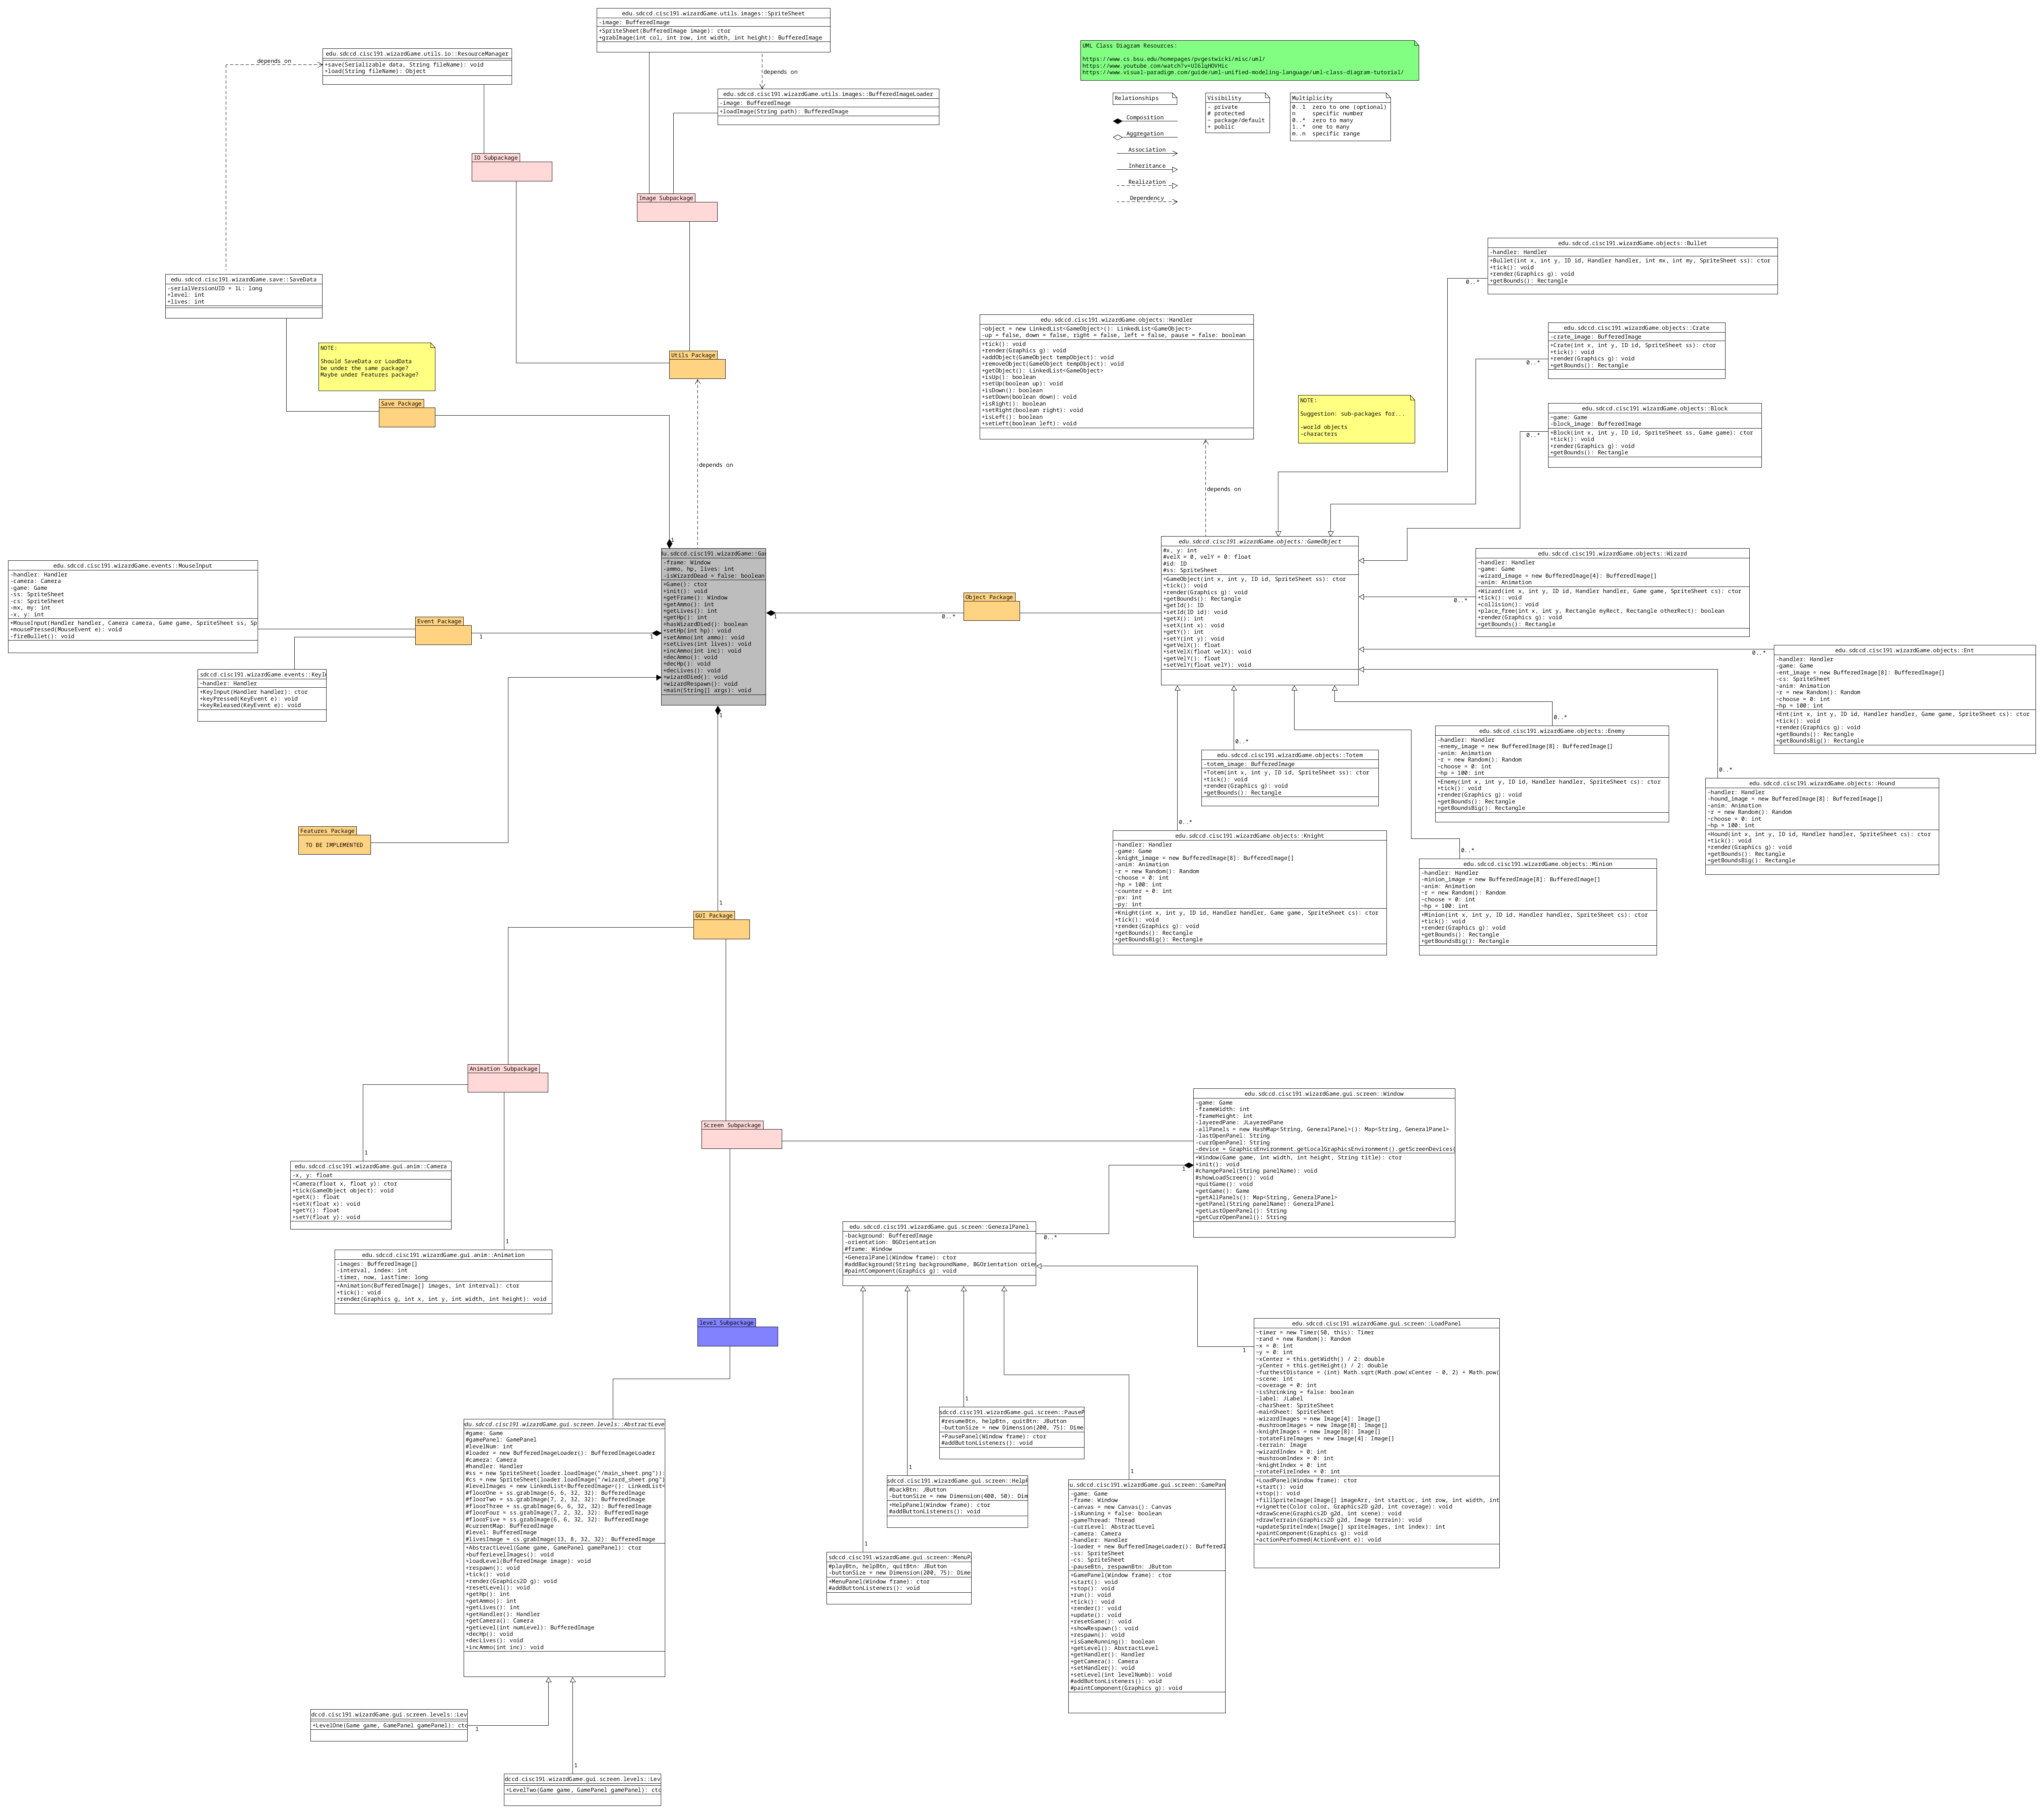 edu.sdccd.cisc191.wizardGame.utils.images::SpriteSheet
-image: BufferedImage
+SpriteSheet(BufferedImage image): ctor
+grabImage(int col, int row, int width, int height): BufferedImage
depends on
edu.sdccd.cisc191.wizardGame.utils.io::ResourceManager
+save(Serializable data, String fileName): void
+load(String fileName): Object
depends on
edu.sdccd.cisc191.wizardGame.utils.images::BufferedImageLoader
-image: BufferedImage
+loadImage(String path): BufferedImage
IO Subpackage
Image Subpackage
UML Class Diagram Resources:
https://www.cs.bsu.edu/homepages/pvgestwicki/misc/uml/
https://www.youtube.com/watch?v=UI6lqHOVHic
https://www.visual-paradigm.com/guide/uml-unified-modeling-language/uml-class-diagram-tutorial/
Relationships
Composition
Aggregation
Association
Inheritance
Realization
Dependency
Visibility
- private
# protected
~ package/default
+ public
Multiplicity
0..1  zero to one (optional)
n     specific number
0..*  zero to many
1..*  one to many
m..n  specific range
edu.sdccd.cisc191.wizardGame.save::SaveData
-serialVersionUID = 1L: long
+level: int
+lives: int
NOTE:
Should SaveData or LoadData
be under the same package?
Maybe under Features package?
Utils Package
Save Package
depends on
edu.sdccd.cisc191.wizardGame.objects::Handler
~object = new LinkedList<GameObject>(): LinkedList<GameObject>
-up = false, down = false, right = false, left = false, pause = false: boolean
+tick(): void
+render(Graphics g): void
+addObject(GameObject tempObject): void
+removeObject(GameObject tempObject): void
+getObject(): LinkedList<GameObject>
+isUp(): boolean
+setUp(boolean up): void
+isDown(): boolean
+setDown(boolean down): void
+isRight(): boolean
+setRight(boolean right): void
+isLeft(): boolean
+setLeft(boolean left): void
depends on
NOTE:
Suggestion: sub-packages for...
-world objects
-characters
edu.sdccd.cisc191.wizardGame.objects::Bullet
-handler: Handler
+Bullet(int x, int y, ID id, Handler handler, int mx, int my, SpriteSheet ss): ctor
+tick(): void
+render(Graphics g): void
+getBounds(): Rectangle
0..*
edu.sdccd.cisc191.wizardGame.objects::Crate
-crate_image: BufferedImage
+Crate(int x, int y, ID id, SpriteSheet ss): ctor
+tick(): void
+render(Graphics g): void
+getBounds(): Rectangle
0..*
edu.sdccd.cisc191.wizardGame.objects::Block
~game: Game
-block_image: BufferedImage
+Block(int x, int y, ID id, SpriteSheet ss, Game game): ctor
+tick(): void
+render(Graphics g): void
+getBounds(): Rectangle
0..*
edu.sdccd.cisc191.wizardGame.events::MouseInput
-handler: Handler
-camera: Camera
-game: Game
-ss: SpriteSheet
-cs: SpriteSheet
-mx, my: int
-x, y: int
+MouseInput(Handler handler, Camera camera, Game game, SpriteSheet ss, Sp
+mousePressed(MouseEvent e): void
-fireBullet(): void
Event Package
1
1
sdccd.cisc191.wizardGame.events::KeyIn
~handler: Handler
+KeyInput(Handler handler): ctor
+keyPressed(KeyEvent e): void
+keyReleased(KeyEvent e): void
1
du.sdccd.cisc191.wizardGame::Gam
-frame: Window
-ammo, hp, lives: int
-isWizardDead = false: boolean
+Game(): ctor
+init(): void
+getFrame(): Window
+getAmmo(): int
+getLives(): int
+getHp(): int
+hasWizardDied(): boolean
+setHp(int hp): void
+setAmmo(int ammo): void
+setLives(int lives): void
+incAmmo(int inc): void
+decAmmo(): void
+decHp(): void
+decLives(): void
+wizardDied(): void
+wizardRespawn(): void
+main(String[] args): void
1
0..*
Object Package
edu.sdccd.cisc191.wizardGame.objects::GameObject
#x, y: int
#velX = 0, velY = 0: float
#id: ID
#ss: SpriteSheet
+GameObject(int x, int y, ID id, SpriteSheet ss): ctor
+tick(): void
+render(Graphics g): void
+getBounds(): Rectangle
+getId(): ID
+setId(ID id): void
+getX(): int
+setX(int x): void
+getY(): int
+setY(int y): void
+getVelX(): float
+setVelX(float velX): void
+getVelY(): float
+setVelY(float velY): void
edu.sdccd.cisc191.wizardGame.objects::Wizard
~handler: Handler
~game: Game
-wizard_image = new BufferedImage[4]: BufferedImage[]
~anim: Animation
+Wizard(int x, int y, ID id, Handler handler, Game game, SpriteSheet cs): ctor
+tick(): void
+collision(): void
+place_free(int x, int y, Rectangle myRect, Rectangle otherRect): boolean
+render(Graphics g): void
+getBounds(): Rectangle
0..*
edu.sdccd.cisc191.wizardGame.objects::Ent
-handler: Handler
-game: Game
-ent_image = new BufferedImage[8]: BufferedImage[]
-cs: SpriteSheet
~anim: Animation
~r = new Random(): Random
~choose = 0: int
~hp = 100: int
+Ent(int x, int y, ID id, Handler handler, Game game, SpriteSheet cs): ctor
+tick(): void
+render(Graphics g): void
+getBounds(): Rectangle
+getBoundsBig(): Rectangle
0..*
edu.sdccd.cisc191.wizardGame.objects::Enemy
-handler: Handler
-enemy_image = new BufferedImage[8]: BufferedImage[]
~anim: Animation
~r = new Random(): Random
~choose = 0: int
~hp = 100: int
+Enemy(int x, int y, ID id, Handler handler, SpriteSheet cs): ctor
+tick(): void
+render(Graphics g): void
+getBounds(): Rectangle
+getBoundsBig(): Rectangle
0..*
edu.sdccd.cisc191.wizardGame.objects::Totem
-totem_image: BufferedImage
+Totem(int x, int y, ID id, SpriteSheet ss): ctor
+tick(): void
+render(Graphics g): void
+getBounds(): Rectangle
0..*
edu.sdccd.cisc191.wizardGame.objects::Hound
-handler: Handler
-hound_image = new BufferedImage[8]: BufferedImage[]
~anim: Animation
~r = new Random(): Random
~choose = 0: int
~hp = 100: int
+Hound(int x, int y, ID id, Handler handler, SpriteSheet cs): ctor
+tick(): void
+render(Graphics g): void
+getBounds(): Rectangle
+getBoundsBig(): Rectangle
0..*
edu.sdccd.cisc191.wizardGame.objects::Knight
-handler: Handler
-game: Game
-knight_image = new BufferedImage[8]: BufferedImage[]
~anim: Animation
~r = new Random(): Random
~choose = 0: int
~hp = 100: int
~counter = 0: int
~px: int
~py: int
+Knight(int x, int y, ID id, Handler handler, Game game, SpriteSheet cs): ctor
+tick(): void
+render(Graphics g): void
+getBounds(): Rectangle
+getBoundsBig(): Rectangle
0..*
edu.sdccd.cisc191.wizardGame.objects::Minion
-handler: Handler
-minion_image = new BufferedImage[8]: BufferedImage[]
~anim: Animation
~r = new Random(): Random
~choose = 0: int
~hp = 100: int
+Minion(int x, int y, ID id, Handler handler, SpriteSheet cs): ctor
+tick(): void
+render(Graphics g): void
+getBounds(): Rectangle
+getBoundsBig(): Rectangle
0..*
Features Package
TO BE IMPLEMENTED
1
1
GUI Package
Animation Subpackage
Screen Subpackage
1
edu.sdccd.cisc191.wizardGame.gui.anim::Camera
-x, y: float
+Camera(float x, float y): ctor
+tick(GameObject object): void
+getX(): float
+setX(float x): void
+getY(): float
+setY(float y): void
1
edu.sdccd.cisc191.wizardGame.gui.anim::Animation
-images: BufferedImage[]
-interval, index: int
-timer, now, lastTime: long
+Animation(BufferedImage[] images, int interval): ctor
+tick(): void
+render(Graphics g, int x, int y, int width, int height): void
edu.sdccd.cisc191.wizardGame.gui.screen::Window
-game: Game
-frameWidth: int
-frameHeight: int
-layeredPane: JLayeredPane
-allPanels = new HashMap<String, GeneralPanel>(): Map<String, GeneralPanel>
-lastOpenPanel: String
-currOpenPanel: String
-device = GraphicsEnvironment.getLocalGraphicsEnvironment().getScreenDevices(
+Window(Game game, int width, int height, String title): ctor
+init(): void
#changePanel(String panelName): void
#showLoadScreen(): void
+quitGame(): void
+getGame(): Game
+getAllPanels(): Map<String, GeneralPanel>
+getPanel(String panelName): GeneralPanel
+getLastOpenPanel(): String
+getCurrOpenPanel(): String
1
0..*
edu.sdccd.cisc191.wizardGame.gui.screen::GeneralPanel
-background: BufferedImage
-orientation: BGOrientation
#frame: Window
+GeneralPanel(Window frame): ctor
#addBackground(String backgroundName, BGOrientation orien
#paintComponent(Graphics g): void
level Subpackage
1
edu.sdccd.cisc191.wizardGame.gui.screen::LoadPanel
~timer = new Timer(50, this): Timer
~rand = new Random(): Random
~x = 0: int
~y = 0: int
~xCenter = this.getWidth() / 2: double
~yCenter = this.getHeight() / 2: double
~furthestDistance = (int) Math.sqrt(Math.pow(xCenter - 0, 2) + Math.pow(
~scene: int
~coverage = 0: int
~isShrinking = false: boolean
~label: JLabel
-charSheet: SpriteSheet
-mainSheet: SpriteSheet
-wizardImages = new Image[4]: Image[]
-mushroomImages = new Image[8]: Image[]
-knightImages = new Image[8]: Image[]
-rotateFireImages = new Image[4]: Image[]
-terrain: Image
~wizardIndex = 0: int
~mushroomIndex = 0: int
~knightIndex = 0: int
~rotateFireIndex = 0: int
+LoadPanel(Window frame): ctor
+start(): void
+stop(): void
+fillSpriteImage(Image[] imageArr, int startLoc, int row, int width, int
+vignette(Color color, Graphics2D g2d, int coverage): void
+drawScene(Graphics2D g2d, int scene): void
+drawTerrain(Graphics2D g2d, Image terrain): void
+updateSpriteIndex(Image[] spriteImages, int index): int
+paintComponent(Graphics g): void
+actionPerformed(ActionEvent e): void
1
sdccd.cisc191.wizardGame.gui.screen::PauseP
#resumeBtn, helpBtn, quitBtn: JButton
-buttonSize = new Dimension(200, 75): Dime
+PausePanel(Window frame): ctor
#addButtonListeners(): void
1
sdccd.cisc191.wizardGame.gui.screen::HelpP
#backBtn: JButton
-buttonSize = new Dimension(400, 50): Dim
+HelpPanel(Window frame): ctor
#addButtonListeners(): void
1
sdccd.cisc191.wizardGame.gui.screen::MenuPa
#playBtn, helpBtn, quitBtn: JButton
-buttonSize = new Dimension(200, 75): Dime
+MenuPanel(Window frame): ctor
#addButtonListeners(): void
1
u.sdccd.cisc191.wizardGame.gui.screen::GamePan
-game: Game
-frame: Window
-canvas = new Canvas(): Canvas
-isRunning = false: boolean
-gameThread: Thread
-currLevel: AbstractLevel
-camera: Camera
-handler: Handler
-loader = new BufferedImageLoader(): BufferedI
-ss: SpriteSheet
-cs: SpriteSheet
-pauseBtn, respawnBtn: JButton
+GamePanel(Window frame): ctor
+start(): void
+stop(): void
+run(): void
+tick(): void
+render(): void
+update(): void
+resetGame(): void
+showRespawn(): void
+respawn(): void
+isGameRunning(): boolean
+getLevel(): AbstractLevel
+getHandler(): Handler
+getCamera(): Camera
+setHandler(): void
+setLevel(int levelNumb): void
#addButtonListeners(): void
#paintComponent(Graphics g): void
du.sdccd.cisc191.wizardGame.gui.screen.levels::AbstractLeve
#game: Game
#gamePanel: GamePanel
#levelNum: int
#loader = new BufferedImageLoader(): BufferedImageLoader
#camera: Camera
#handler: Handler
#ss = new SpriteSheet(loader.loadImage("/main_sheet.png")):
#cs = new SpriteSheet(loader.loadImage("/wizard_sheet.png")
#levelImages = new LinkedList<BufferedImage>(): LinkedList<
#floorOne = ss.grabImage(6, 6, 32, 32): BufferedImage
#floorTwo = ss.grabImage(7, 2, 32, 32): BufferedImage
#floorThree = ss.grabImage(6, 6, 32, 32): BufferedImage
#floorFour = ss.grabImage(7, 2, 32, 32): BufferedImage
#floorFive = ss.grabImage(6, 6, 32, 32): BufferedImage
#currentMap: BufferedImage
#level: BufferedImage
#livesImage = cs.grabImage(13, 8, 32, 32): BufferedImage
+AbstractLevel(Game game, GamePanel gamePanel): ctor
+bufferLevelImages(): void
+loadLevel(BufferedImage image): void
+respawn(): void
+tick(): void
+render(Graphics2D g): void
+resetLevel(): void
+getHp(): int
+getAmmo(): int
+getLives(): int
+getHandler(): Handler
+getCamera(): Camera
+getLevel(int numLevel): BufferedImage
+decHp(): void
+decLives(): void
+incAmmo(int inc): void
dccd.cisc191.wizardGame.gui.screen.levels::Lev
+LevelOne(Game game, GamePanel gamePanel): cto
1
1
dccd.cisc191.wizardGame.gui.screen.levels::Lev
+LevelTwo(Game game, GamePanel gamePanel): cto